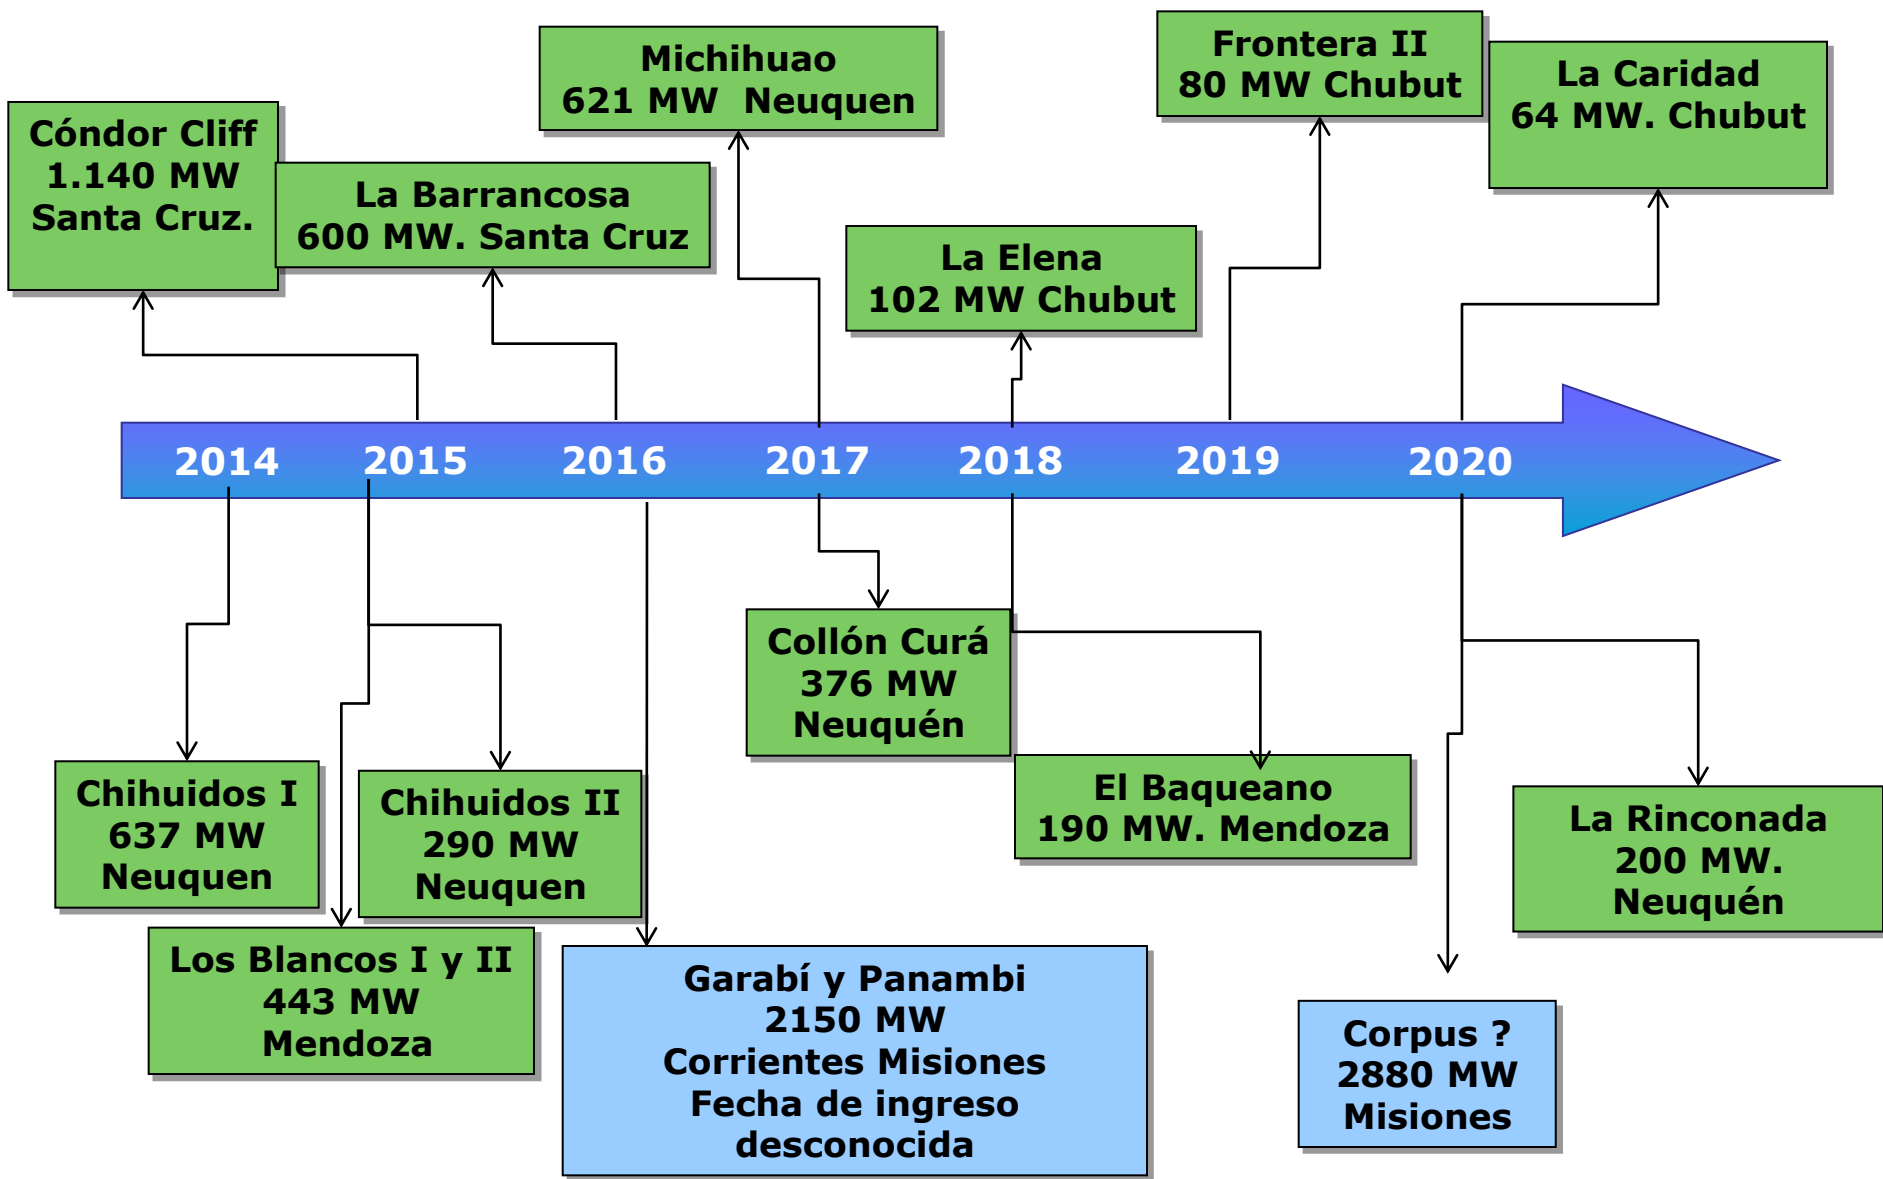 Cóndor Cliff
1.140 MW
Santa Cruz.
La Barrancosa
600 MW. Santa Cruz
Michihuao
621 MW  Neuquen
La Elena
102 MW Chubut
Frontera II
80 MW Chubut
La Caridad
64 MW. Chubut
2014
2015
2016
2017
2018
2019
2020
Chihuidos I
637 MW
Neuquen
Los Blancos I y II
443 MW
Mendoza
Chihuidos II
290 MW
Neuquen
Garabí y Panambi
2150 MW
Corrientes Misiones
Fecha de ingreso
desconocida
Collón Curá
376 MW
Neuquén
El Baqueano
190 MW. Mendoza
Corpus ?
2880 MW
Misiones
La Rinconada
200 MW.
Neuquén